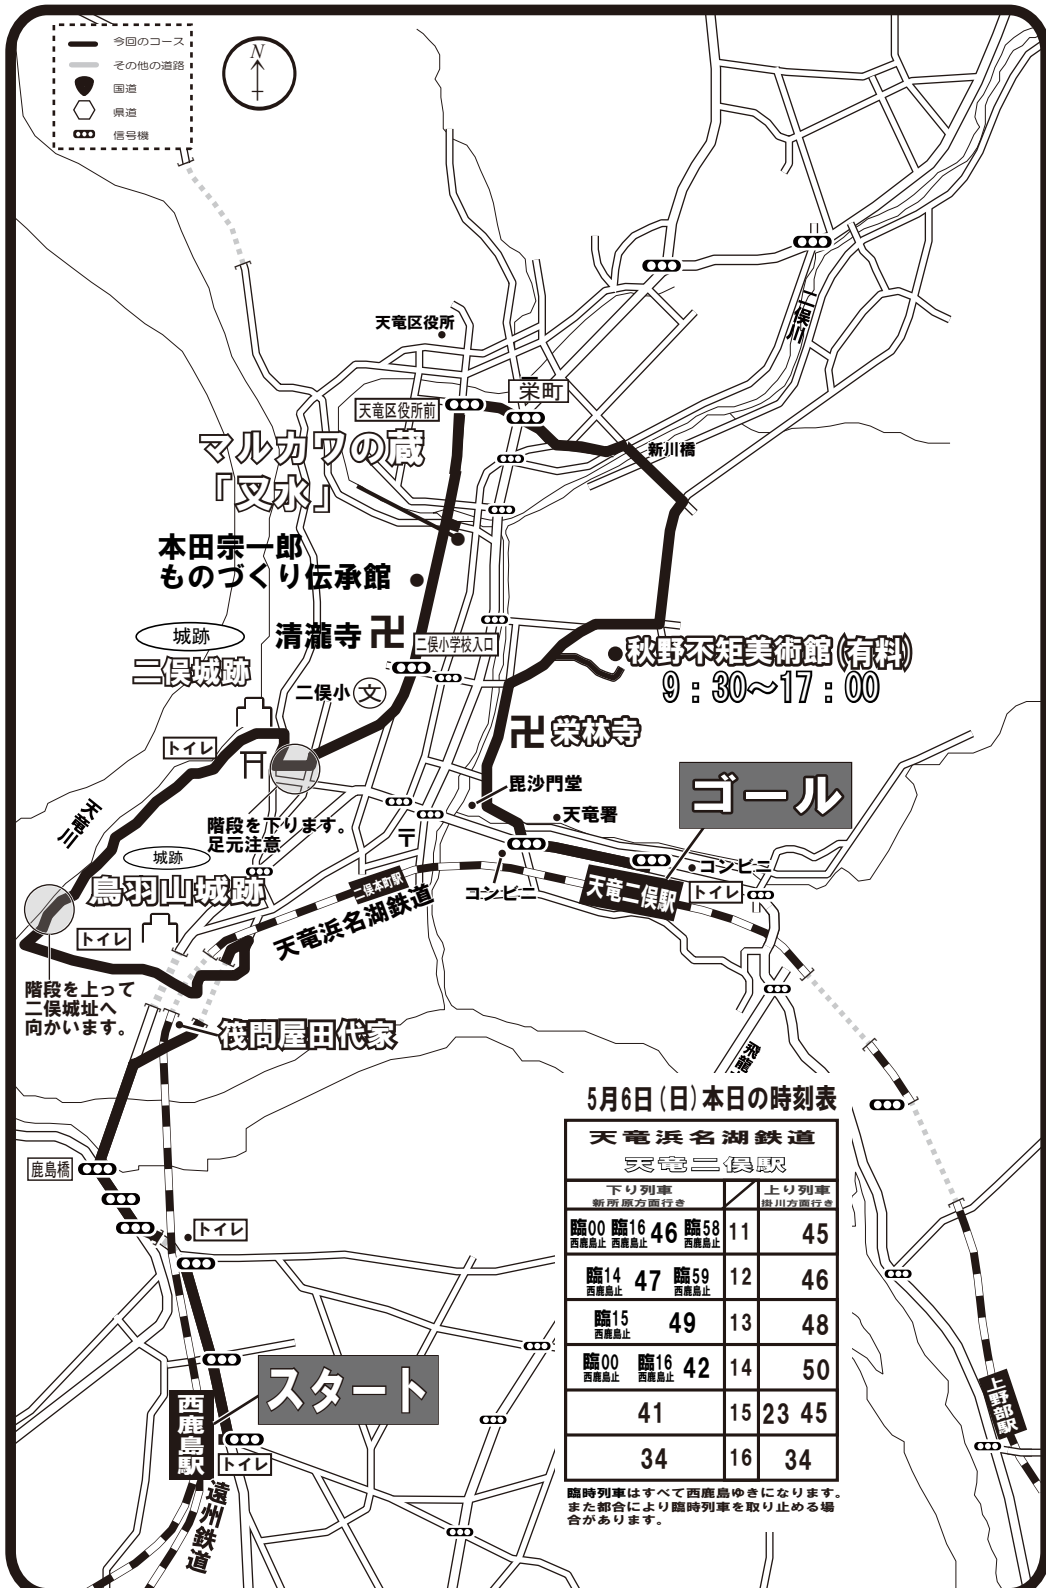 今回のコース
その他の道路
国道
県道
信号機
N
天竜区役所
二俣川
天竜区役所前
栄町
新川橋
マルカワの蔵
「又水」
本田宗一郎
ものづくり伝承館
清瀧寺
二俣小学校入口
城跡
二俣城跡
二俣小
文
秋野不矩美術館(有料)
9:30〜17:00
栄林寺
トイレ
毘沙門堂
天竜署
ゴール
天竜川
階段を下ります。
足元注意
〒
コンビニ
コンビニ
城跡
鳥羽山城跡
二俣本町駅
天竜浜名湖鉄道
天竜二俣駅
トイレ
トイレ
階段を上って
二俣城址へ
向かいます。
筏問屋田代家
飛龍
鹿島橋
トイレ
スタート
西鹿島駅
トイレ
遠州鉄道
上野部駅
5月6日(日)本日の時刻表
天竜浜名湖鉄道
天竜二俣駅
下り列車 上り列車
新所原方面行き 掛川方面行き
臨00 臨16 46 臨58 11 45
西鹿島止 西鹿島止 西鹿島止
臨14 47 臨59 12 46
西鹿島止 西鹿島止
臨15 49 13 48
西鹿島止
臨00 臨16 42 14 50
西鹿島止 西鹿島止
41 15 23 45
34 16 34
臨時列車はすべて西鹿島ゆきになります。
また都合により臨時列車を取り止める場
合があります。